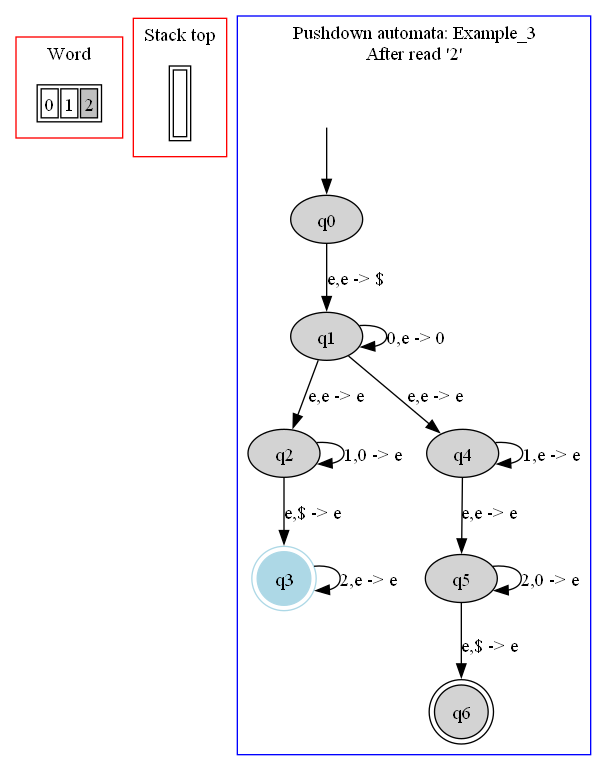 Word
0 1 2
Stack top
Pushdown automata: Example_3
After read '2'
q0
e,e -> $
q1
0,e -> 0
e,e -> e
e,e -> e
q2
1,0 -> e
q4
1,e -> e
e,$ -> e
e,e -> e
q3
2,e -> e
q5
2,0 -> e
e,$ -> e
q6